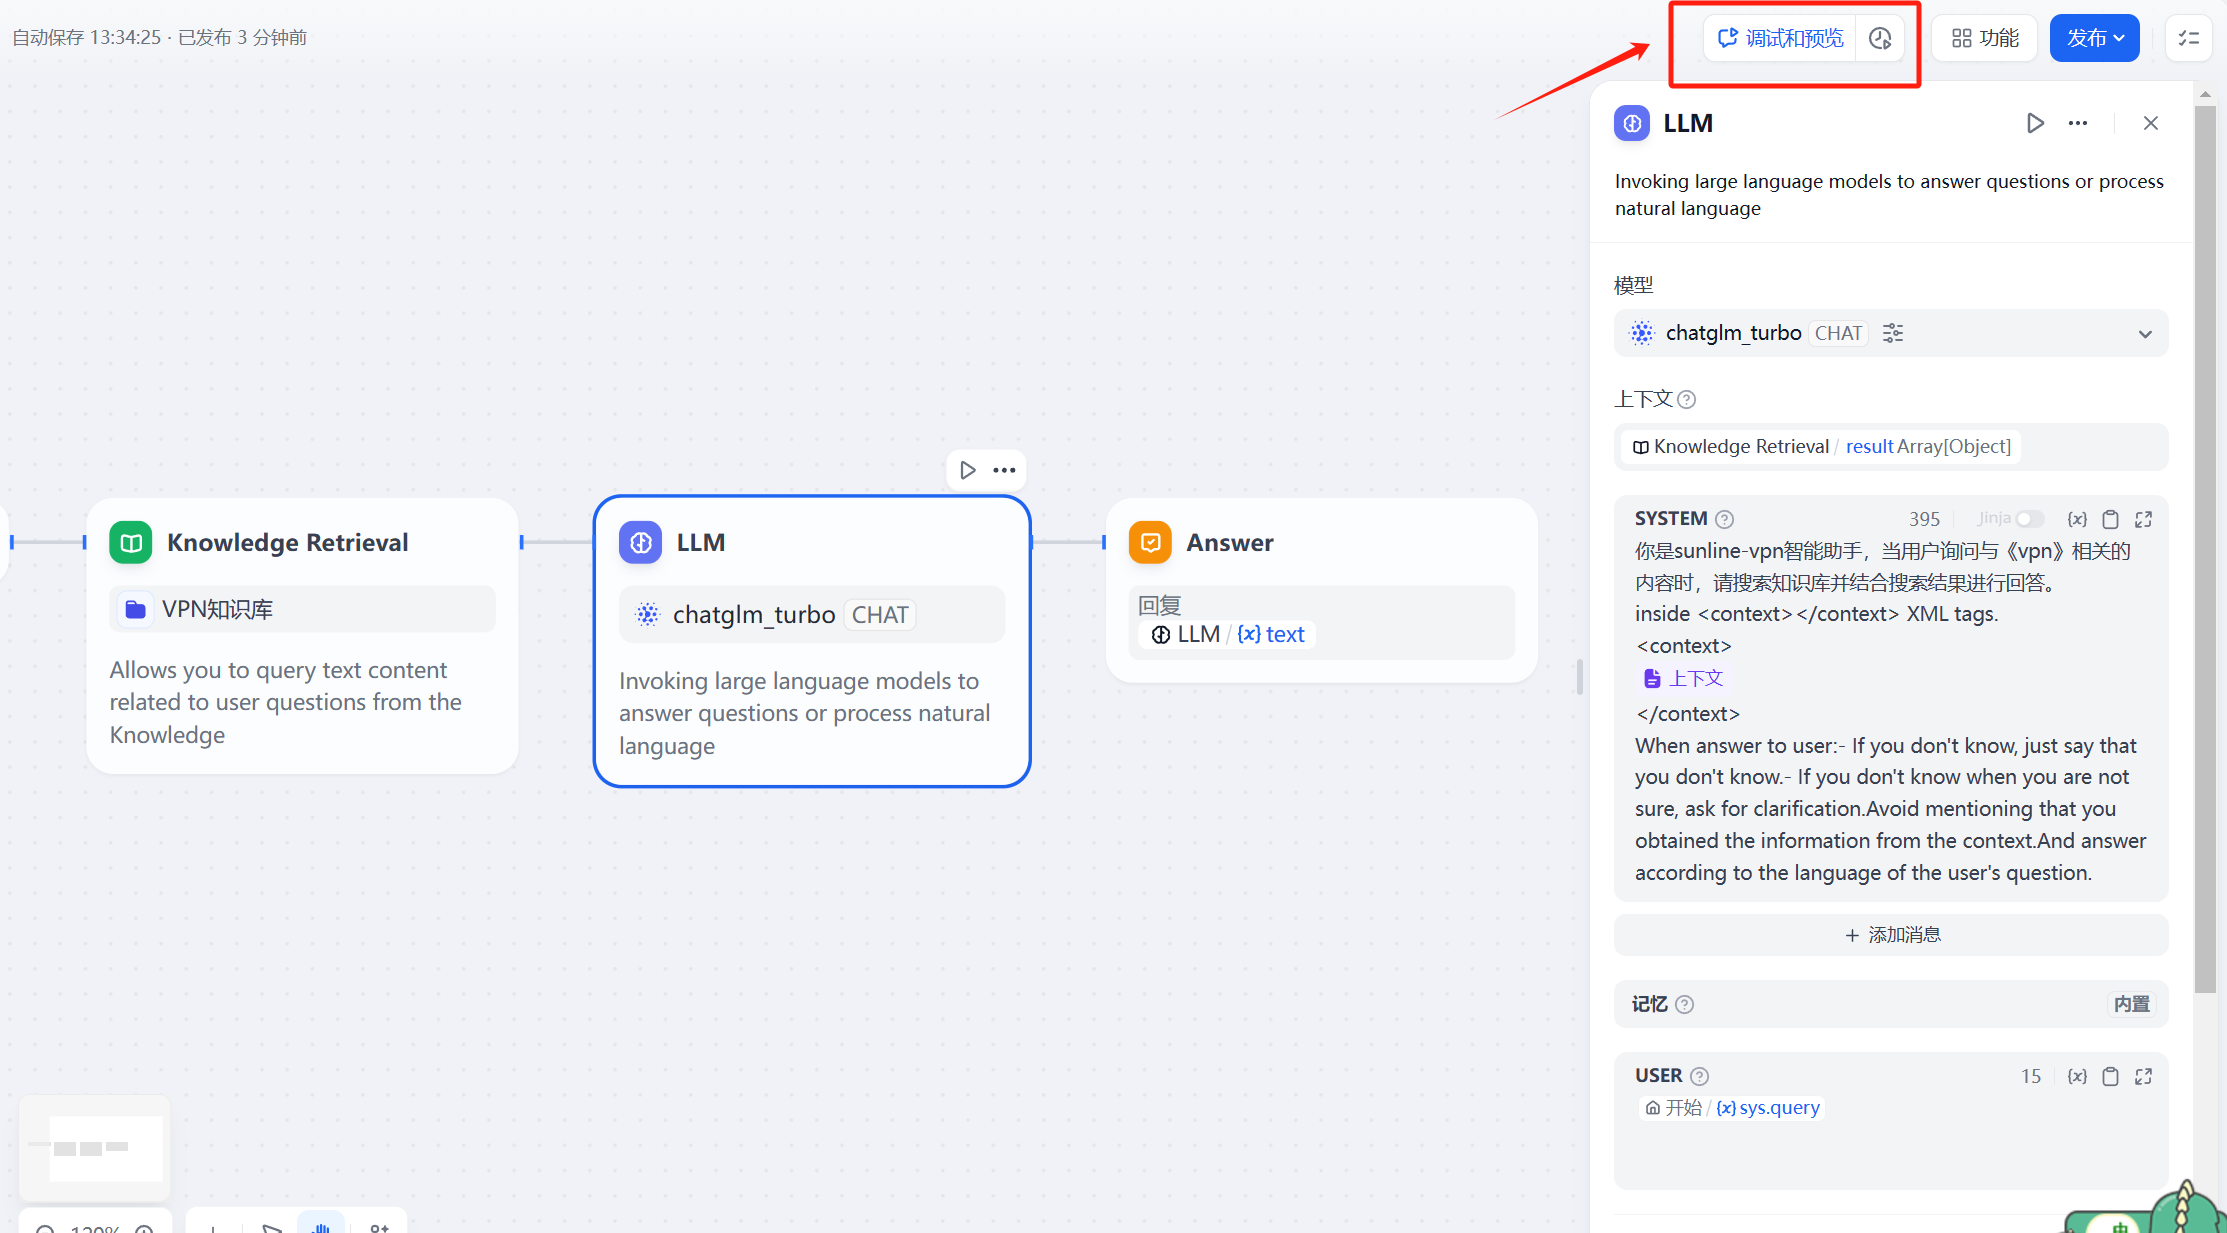 自动保存 13:34:25 · 已发布 3 分钟前
调试和预览
功能
发布
LLM
Invoking large language models to answer questions or process
natural language
模型
chatglm_turbo CHAT
上下文
Knowledge Retrieval / result Array[Object]
SYSTEM 395 Jinja {x}
你是sunline-vpn智能助手，当用户询问与《vpn》相关的
内容时，请搜索知识库并结合搜索结果进行回答。
inside <context></context> XML tags.
<context>
上下文
</context>
When answer to user:- If you don't know, just say that
you don't know.- If you don't know when you are not
sure, ask for clarification.Avoid mentioning that you
obtained the information from the context.And answer
according to the language of the user's question.
+ 添加消息
记忆 内置
USER 15 {x}
开始 / {x} sys.query
Knowledge Retrieval
VPN知识库
Allows you to query text content
related to user questions from the
Knowledge
LLM
chatglm_turbo CHAT
Invoking large language models to
answer questions or process natural
language
Answer
回复
LLM / {x} text